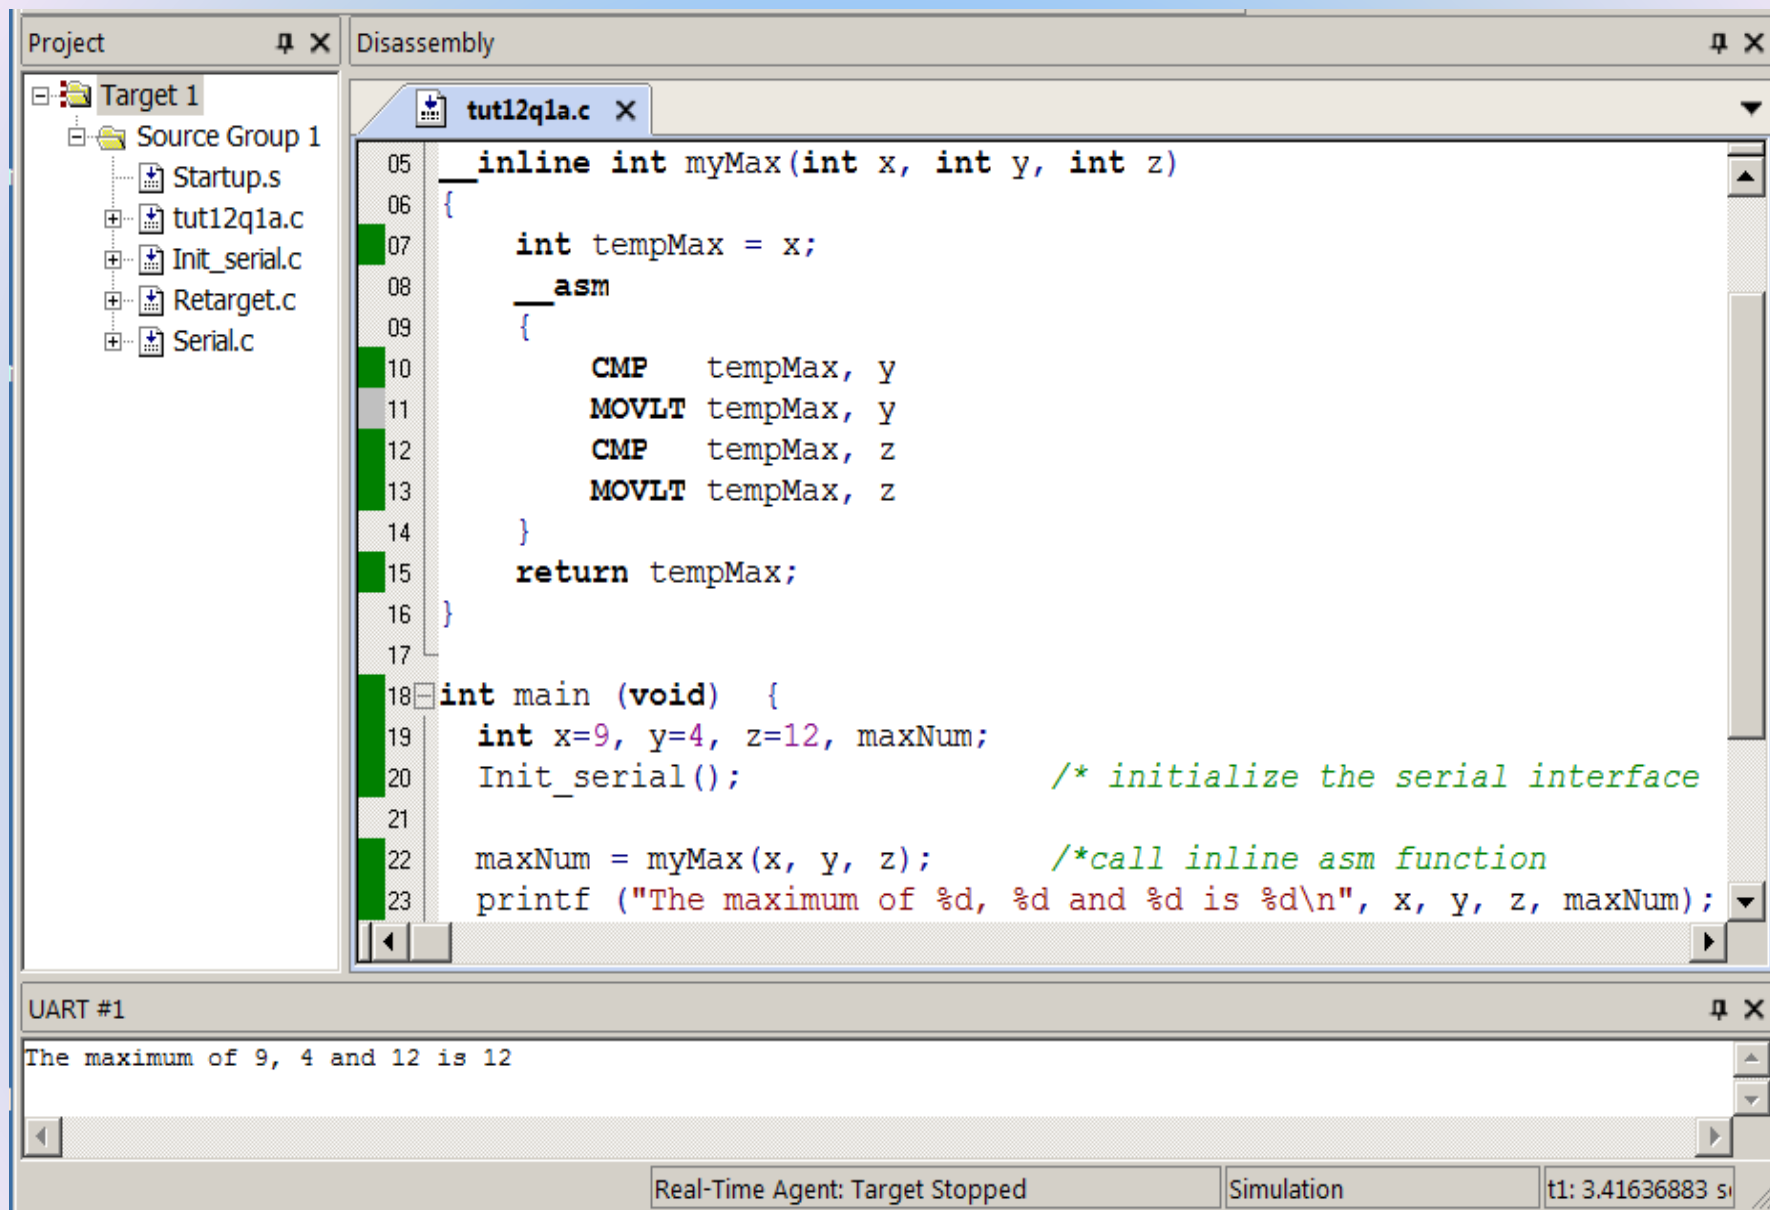 Project
Disassembly
Target 1
Source Group 1
Startup.s
tut12q1a.c
Init_serial.c
Retarget.c
Serial.c
tut12q1a.c
05 __inline int myMax(int x, int y, int z)
06 {
07 int tempMax = x;
08 __asm
09 {
10 CMP tempMax, y
11 MOVLT tempMax, y
12 CMP tempMax, z
13 MOVLT tempMax, z
14 }
15 return tempMax;
16 }
17
18 int main (void) {
19 int x=9, y=4, z=12, maxNum;
20 Init_serial(); /* initialize the serial interface
21
22 maxNum = myMax(x, y, z); /*call inline asm function
23 printf ("The maximum of %d, %d and %d is %d\n", x, y, z, maxNum);
UART #1
The maximum of 9, 4 and 12 is 12
Real-Time Agent: Target Stopped
Simulation
t1: 3.41636883 s